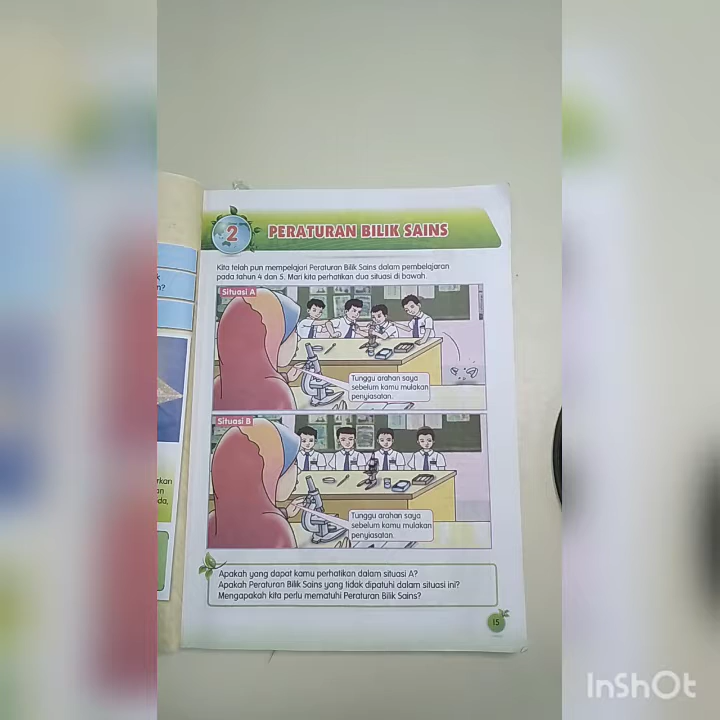 2
PERATURAN BILIK SAINS
Kita telah pun mempelajari Peraturan Bilik Sains dalam pembelajaran
pada tahun 4 dan 5. Mari kita perhatikan dua situasi di bawah.
Situasi A
Tunggu arahan saya
sebelum kamu mulakan
penyiasatan.
Situasi B
Tunggu arahan saya
sebelum kamu mulakan
penyiasatan.
Apakah yang dapat kamu perhatikan dalam situasi A?
Apakah Peraturan Bilik Sains yang tidak dipatuhi dalam situasi ini?
Mengapakah kita perlu mematuhi Peraturan Bilik Sains?
15
InShOt